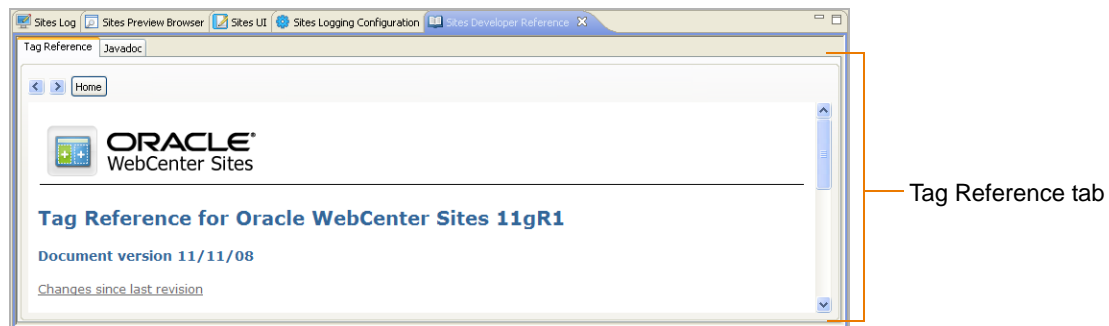 Sites Log Sites Preview Browser Sites UI Sites Logging Configuration Sites Developer Reference
Tag Reference Javadoc
Home
ORACLE®
WebCenter Sites
Tag Reference for Oracle WebCenter Sites 11gR1
Document version 11/11/08
Changes since last revision
Tag Reference tab